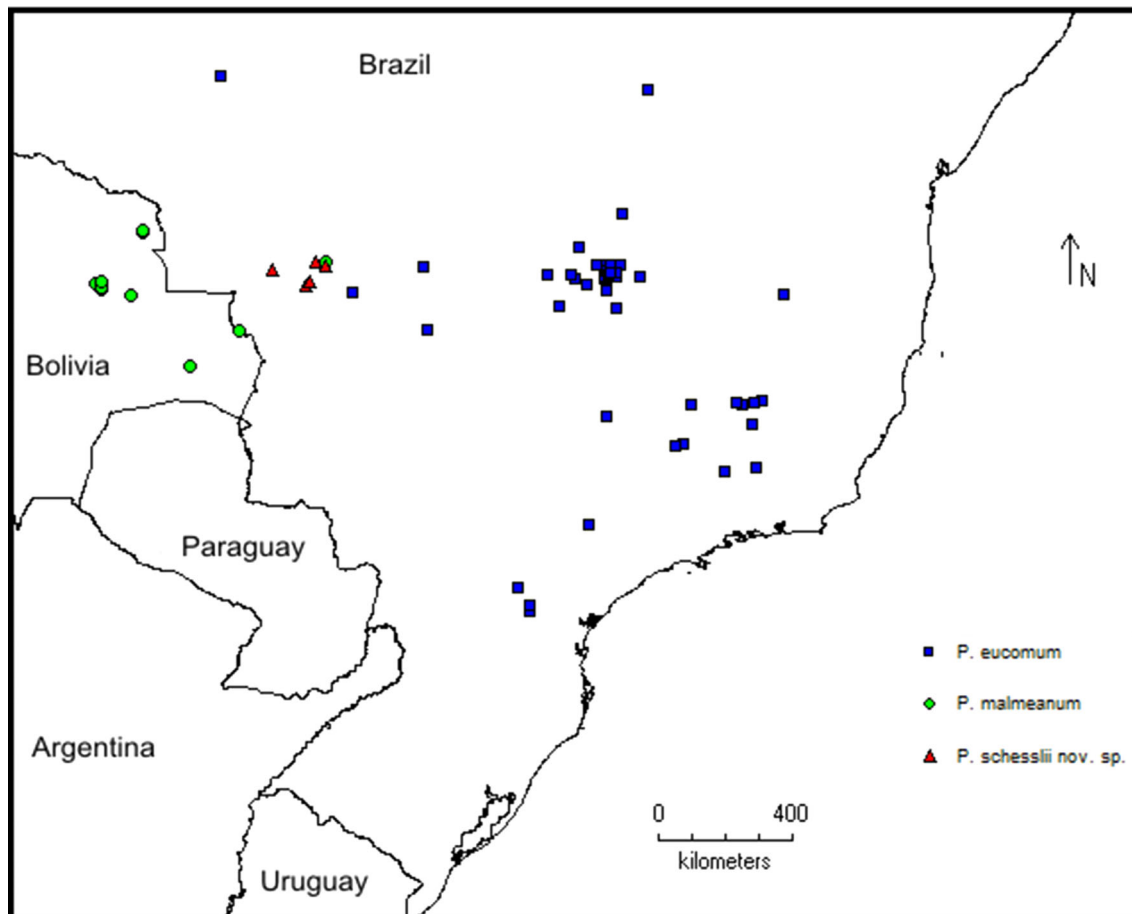 Brazil
N
Bolivia
Paraguay
P. eucomum
P. malmeanum
Argentina
P. schesslii nov. sp.
0 400
kilometers
Uruguay